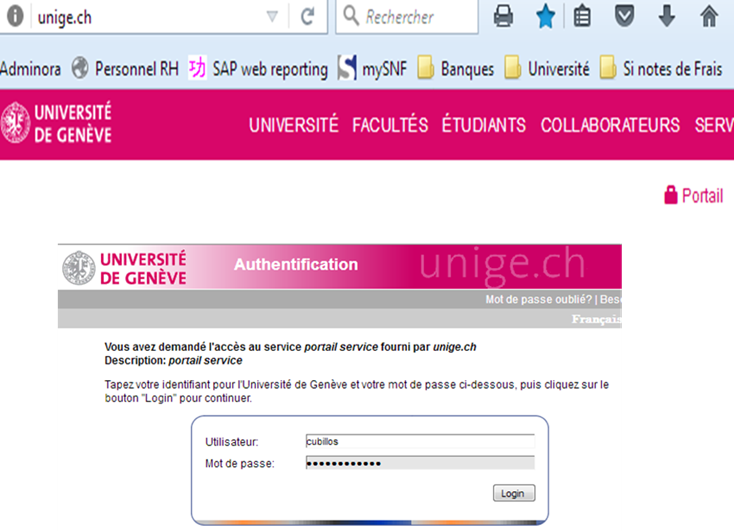 unige.ch
Rechercher
Adminora Personnel RH SAP web reporting mySNF Banques Université Si notes de Frais
UNIVERSITÉ
DE GENÈVE
UNIVERSITÉ FACULTÉS ÉTUDIANTS COLLABORATEURS SERV
Portail
UNIVERSITÉ
DE GENÈVE
Authentification
unige.ch
Mot de passe oublié? | Beso
Français
Vous avez demandé l'accès au service portail service fourni par unige.ch
Description: portail service
Tapez votre identifiant pour l'Université de Genève et votre mot de passe ci-dessous, puis cliquez sur le
bouton "Login" pour continuer.
Utilisateur: cubillos
Mot de passe: ••••••••••••
Login